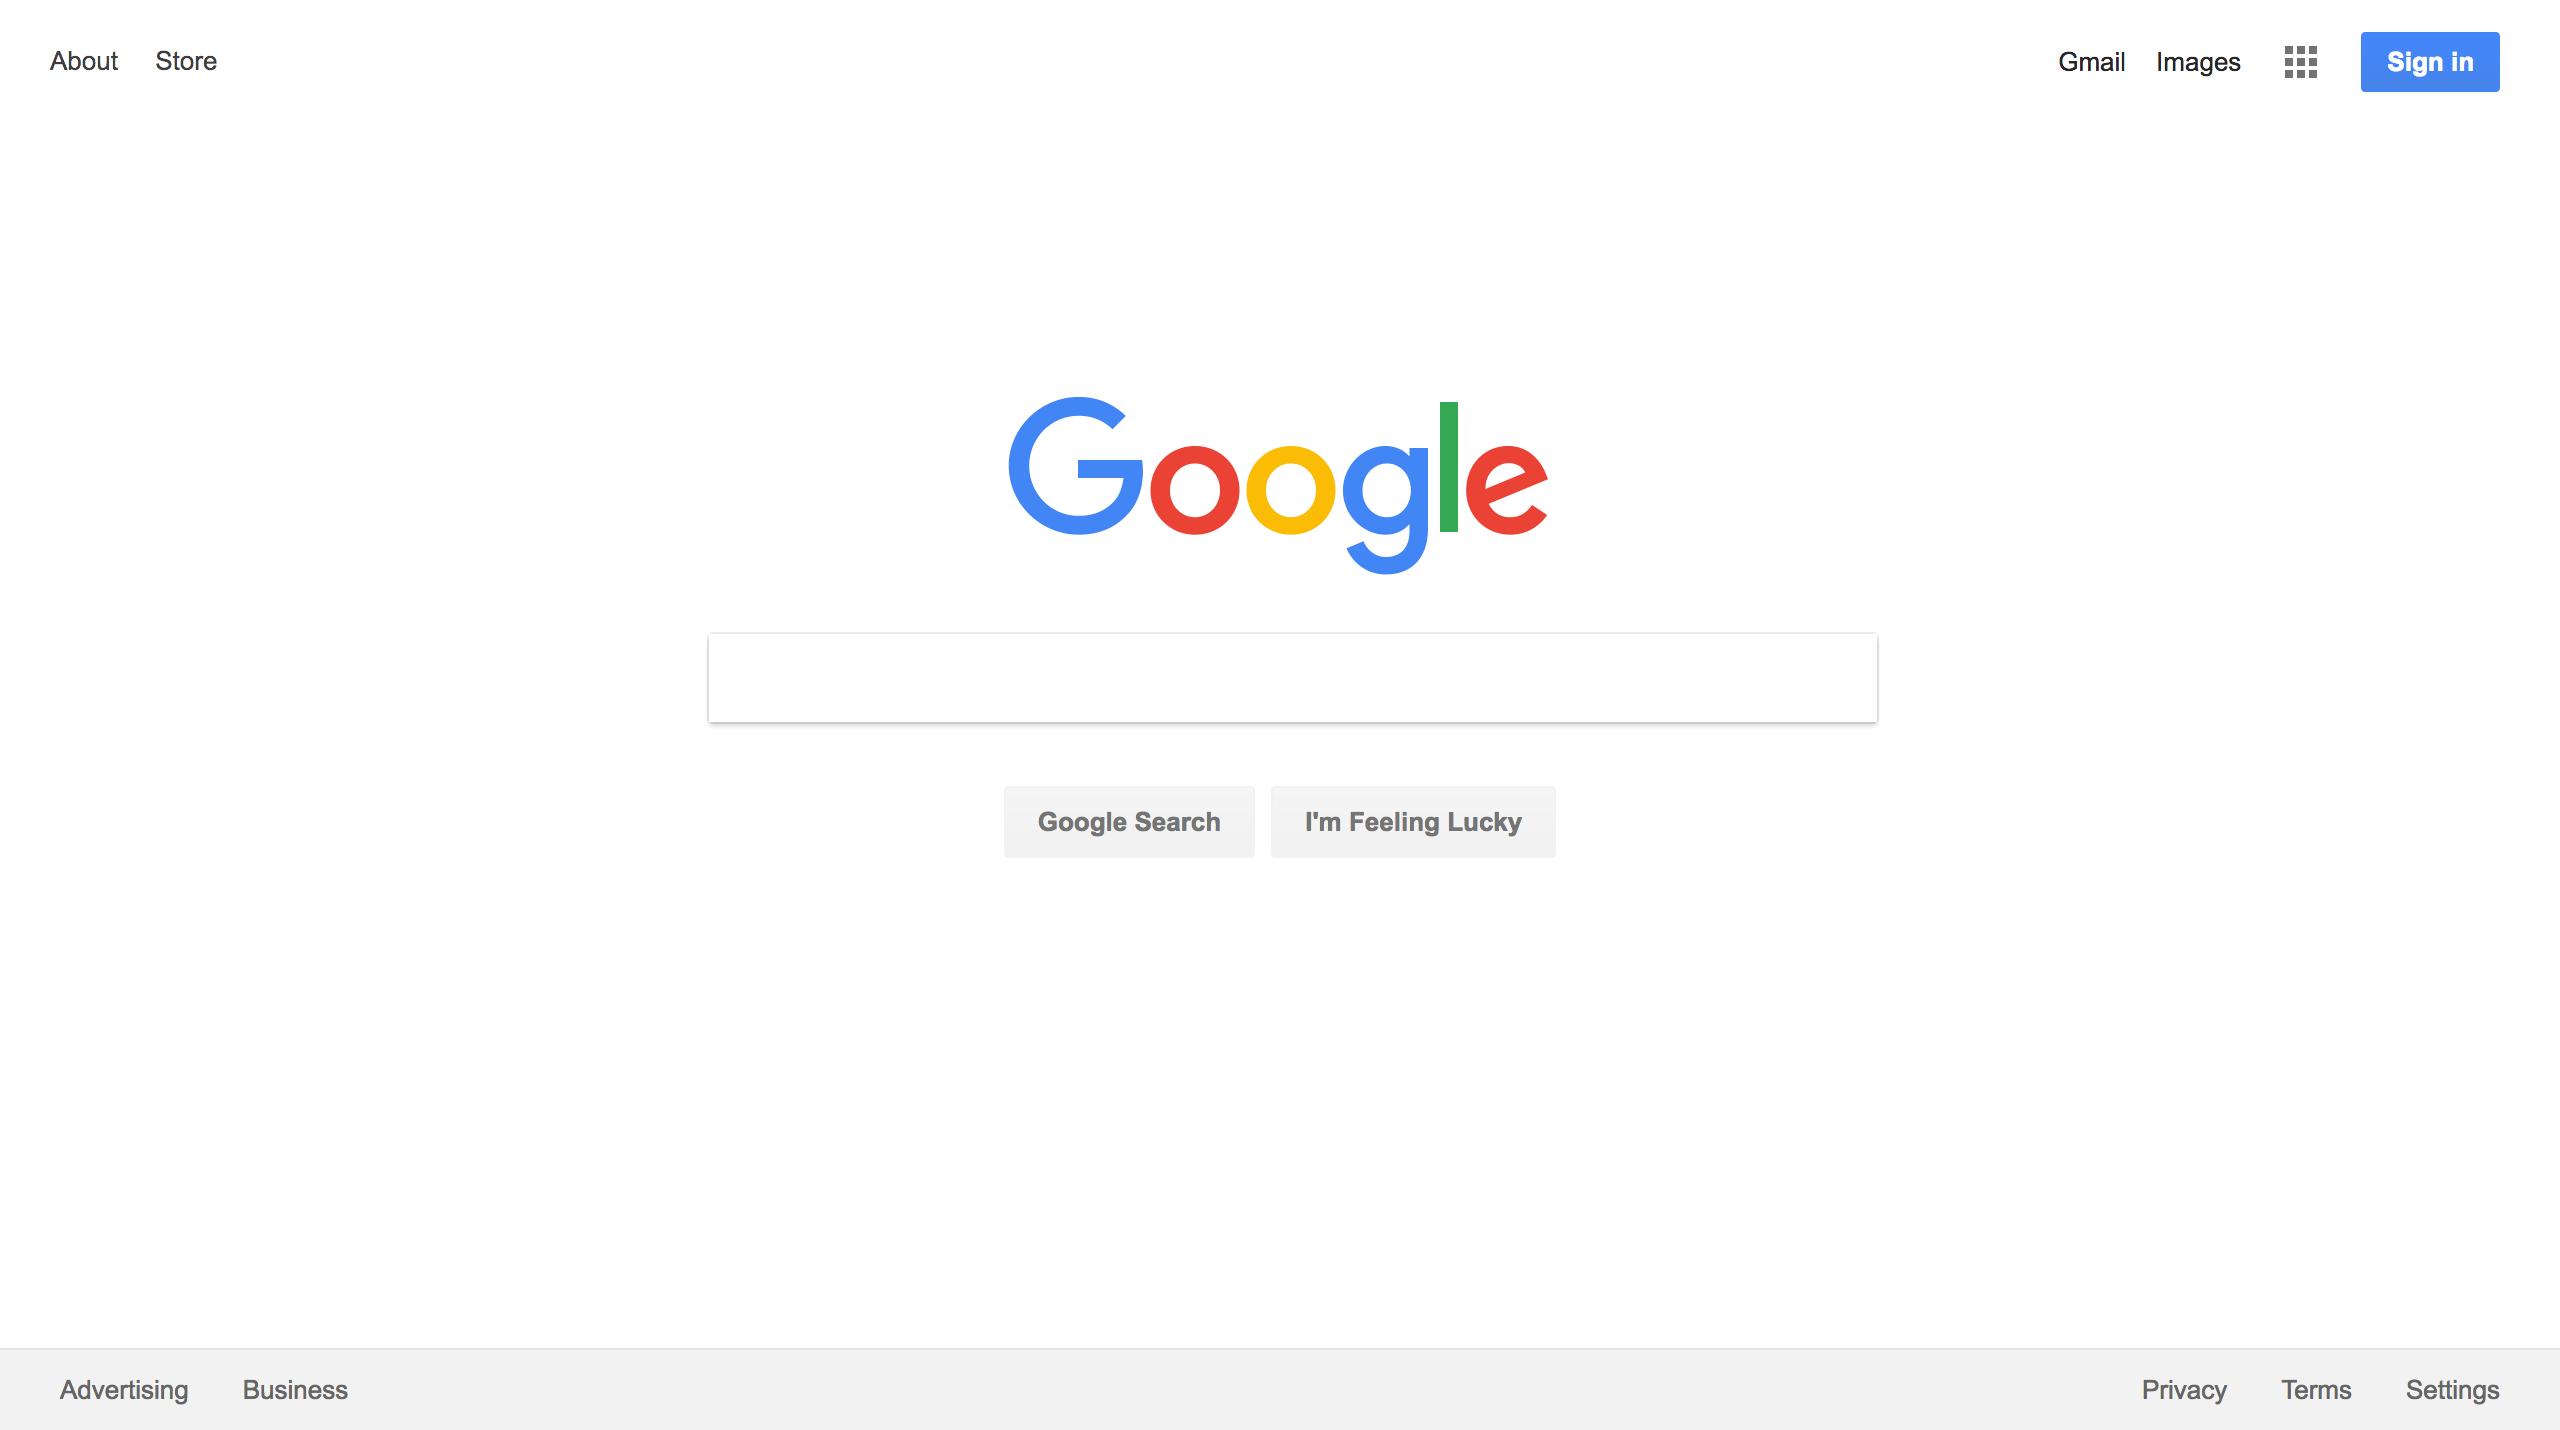 About Store Gmail Images Sign in
Google
Google Search I'm Feeling Lucky
Advertising Business Privacy Terms Settings